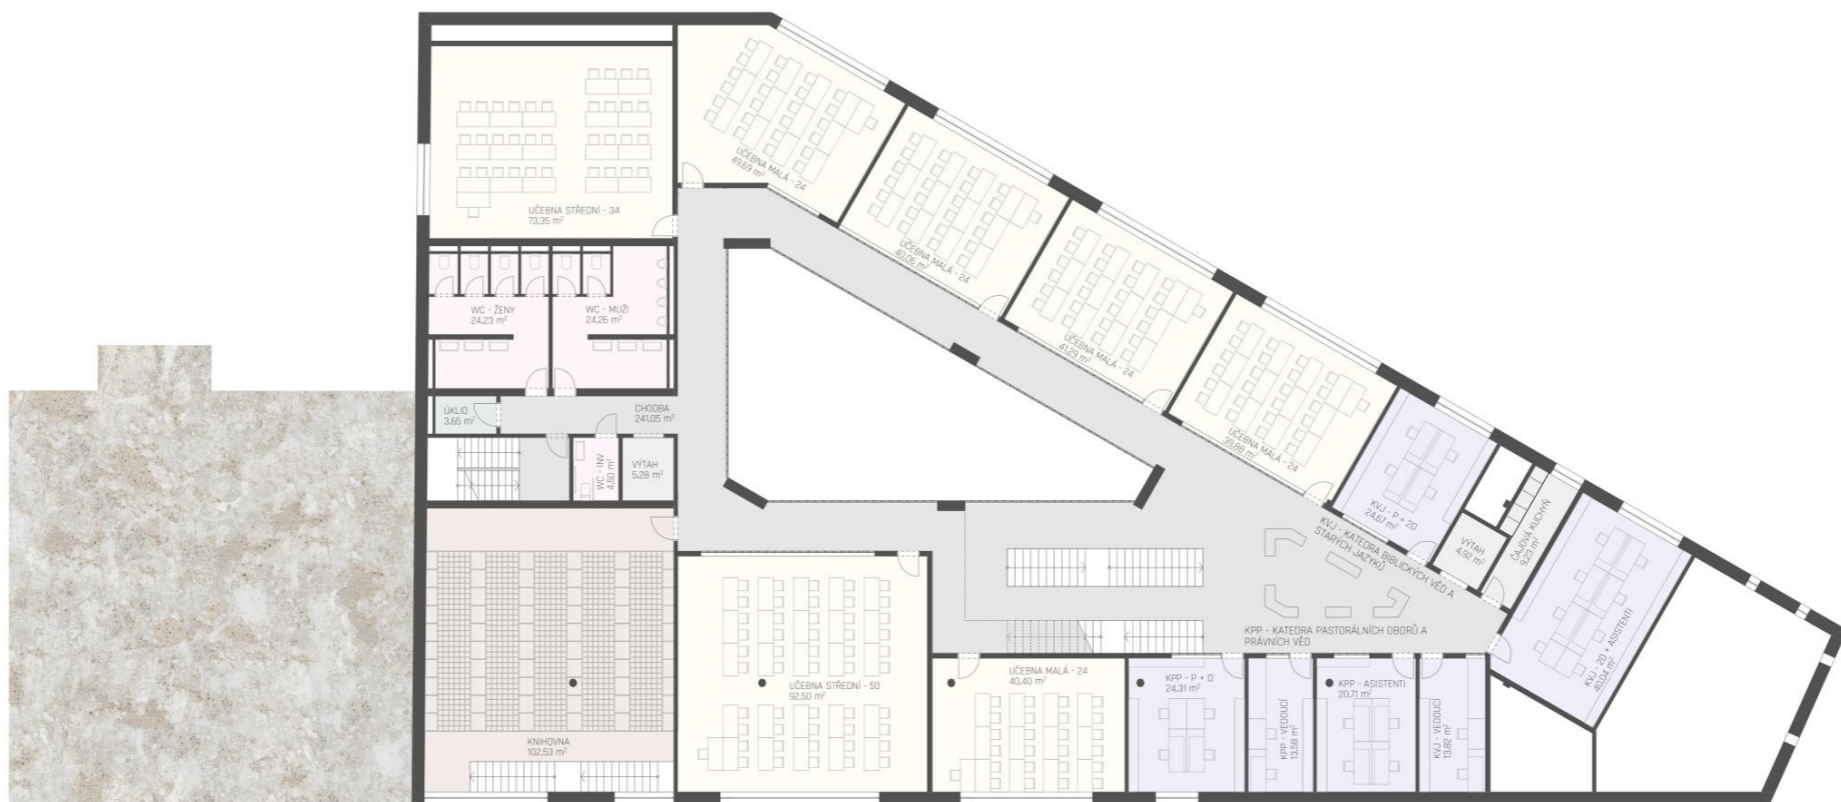 UČEBNA STŘEDNÍ - 34
73,35 m²
UČEBNA MALÁ - 24
49,69 m²
UČEBNA MALÁ - 24
40,06 m²
UČEBNA MALÁ - 24
41,29 m²
UČEBNA MALÁ - 24
39,88 m²
WC - ŽENY
24,23 m²
WC - MUŽI
24,26 m²
ÚKLID
3,65 m²
CHODBA
241,05 m²
WC - INV
4,50 m²
VÝTAH
5,28 m²
KVJ - P + 2D
24,67 m²
VÝTAH
4,92 m²
ČAJOVÁ KUCHYŇ
9,23 m²
KVJ - 2D + ASISTENTI
40,04 m²
KVJ - KATEDRA BIBLICKÝCH VĚD A
STARÝCH JAZYKŮ
KPP - KATEDRA PASTORÁLNÍCH OBORŮ A
PRÁVNÍCH VĚD
KNIHOVNA
102,53 m²
UČEBNA STŘEDNÍ - 50
92,50 m²
UČEBNA MALÁ - 24
40,40 m²
KPP - P + D
24,31 m²
KPP - VEDOUCÍ
13,58 m²
KPP - ASISTENTI
20,71 m²
KVJ - VEDOUCÍ
13,82 m²